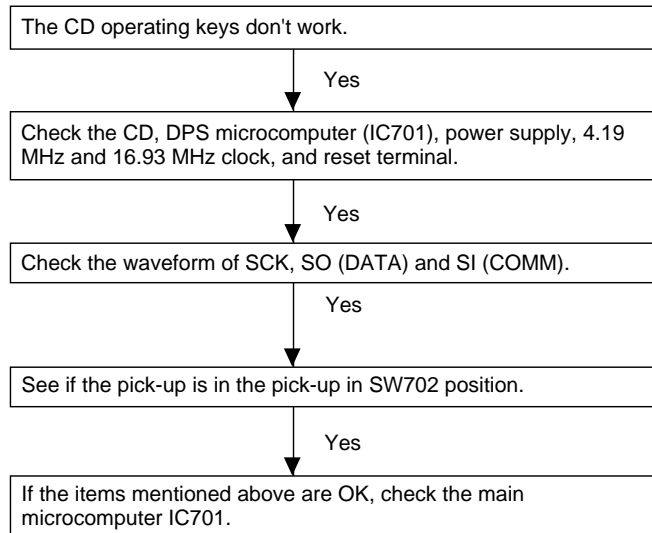 The CD operating keys don't work.
Yes
Check the CD, DPS microcomputer (IC701), power supply, 4.19
MHz and 16.93 MHz clock, and reset terminal.
Yes
Check the waveform of SCK, SO (DATA) and SI (COMM).
Yes
See if the pick-up is in the pick-up in SW702 position.
Yes
If the items mentioned above are OK, check the main
microcomputer IC701.